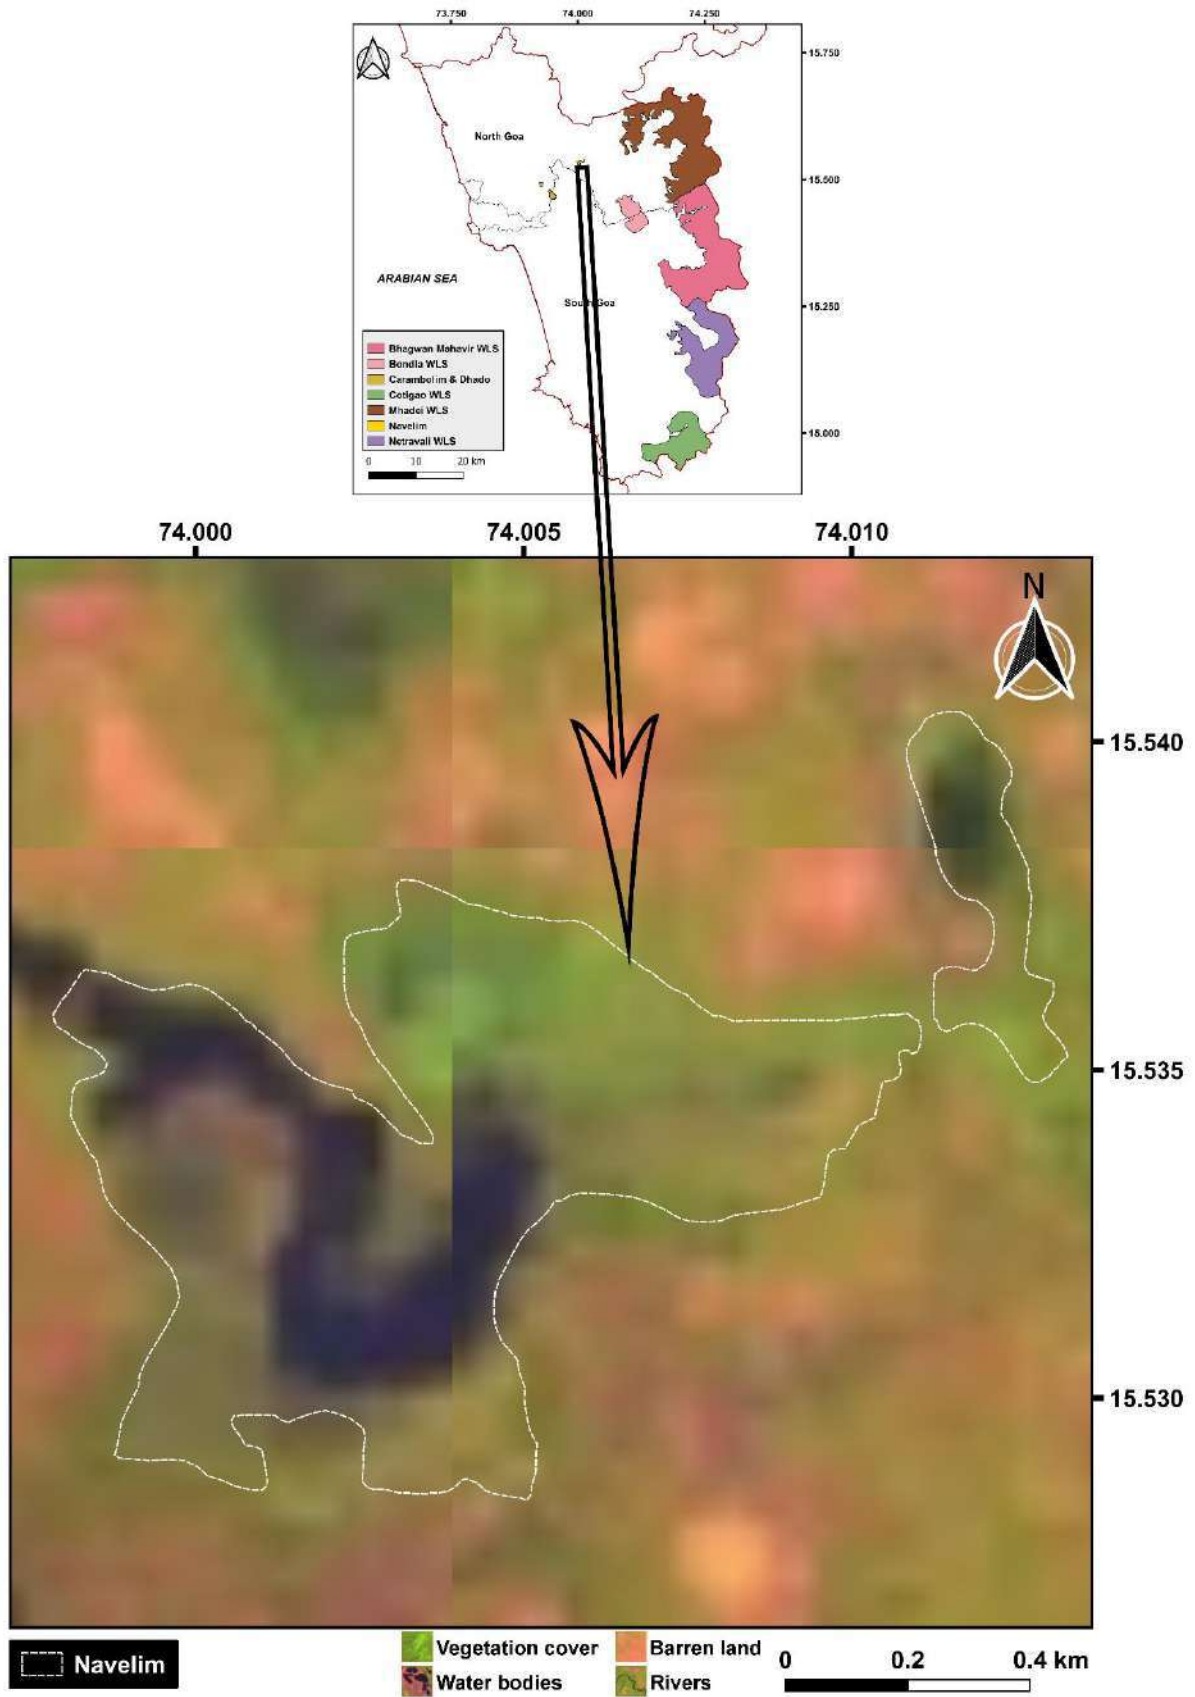 73.750 74.000 74.250
15.750
North Goa
15.500
ARABIAN SEA
15.250
South Goa
Bhagwan Mahavir WLS
Bondla WLS
Carambolim & Dhado
Cotigao WLS
Mhadei WLS
Navelim
Netravali WLS
15.000
0 10 20 km
74.000 74.005 74.010
N
15.540
15.535
15.530
Navelim
Vegetation cover
Barren land
Water bodies
Rivers
0 0.2 0.4 km